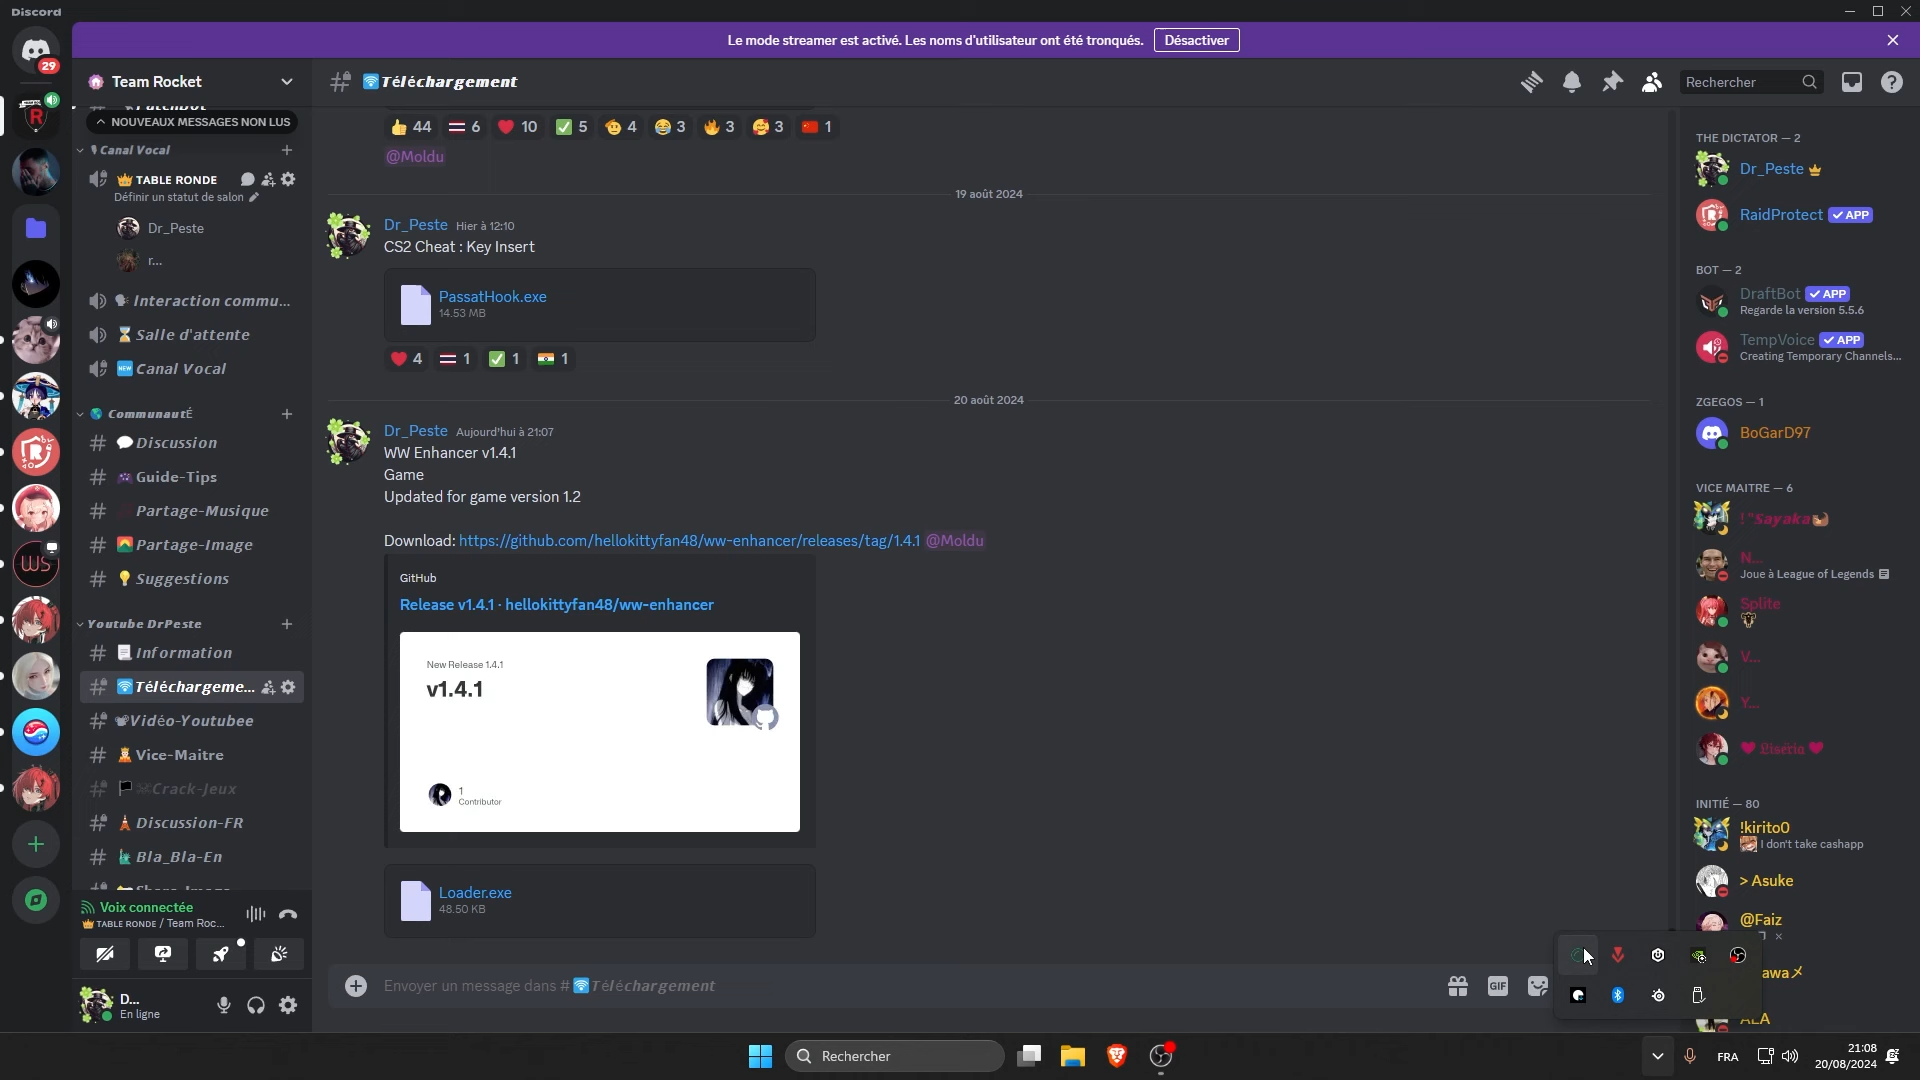 Discord
Le mode streamer est activé. Les noms d'utilisateur ont été tronqués.
Désactiver
29
Team Rocket
NOUVEAUX MESSAGES NON LUS
Canal Vocal
TABLE RONDE
Définir un statut de salon
Dr_Peste
r...
Interaction commu...
Salle d'attente
Canal Vocal
CommunautÉ
Discussion
Guide-Tips
Partage-Musique
Partage-Image
Suggestions
Youtube DrPeste
Information
Téléchargeme...
Vidéo-Youtubee
Vice-Maitre
Crack-Jeux
Discussion-FR
Bla_Bla-En
Voix connectée
TABLE RONDE / Team Roc...
D...
En ligne
Téléchargement
Rechercher
44 6 10 5 4 3 3 3 1
@Moldu
19 août 2024
Dr_Peste Hier à 12:10
CS2 Cheat : Key Insert
PassatHook.exe
14.53 MB
4 1 1 1
20 août 2024
Dr_Peste Aujourd'hui à 21:07
WW Enhancer v1.4.1
Game
Updated for game version 1.2
Download: https://github.com/hellokittyfan48/ww-enhancer/releases/tag/1.4.1 @Moldu
GitHub
Release v1.4.1 · hellokittyfan48/ww-enhancer
New Release 1.4.1
v1.4.1
1
Contributor
Loader.exe
48.50 KB
Envoyer un message dans # Téléchargement
GIF
THE DICTATOR — 2
Dr_Peste
RaidProtect APP
BOT — 2
DraftBot APP
Regarde la version 5.5.6
TempVoice APP
Creating Temporary Channels...
ZGEGOS — 1
BoGarD97
VICE MAITRE — 6
!"Sayaka
N...
Joue à League of Legends
Splite
V...
Y...
Liséria
INITIÉ — 80
!kirito0
I don't take cashapp
> Asuke
@Faiz
Rechercher
FRA
21:08
20/08/2024